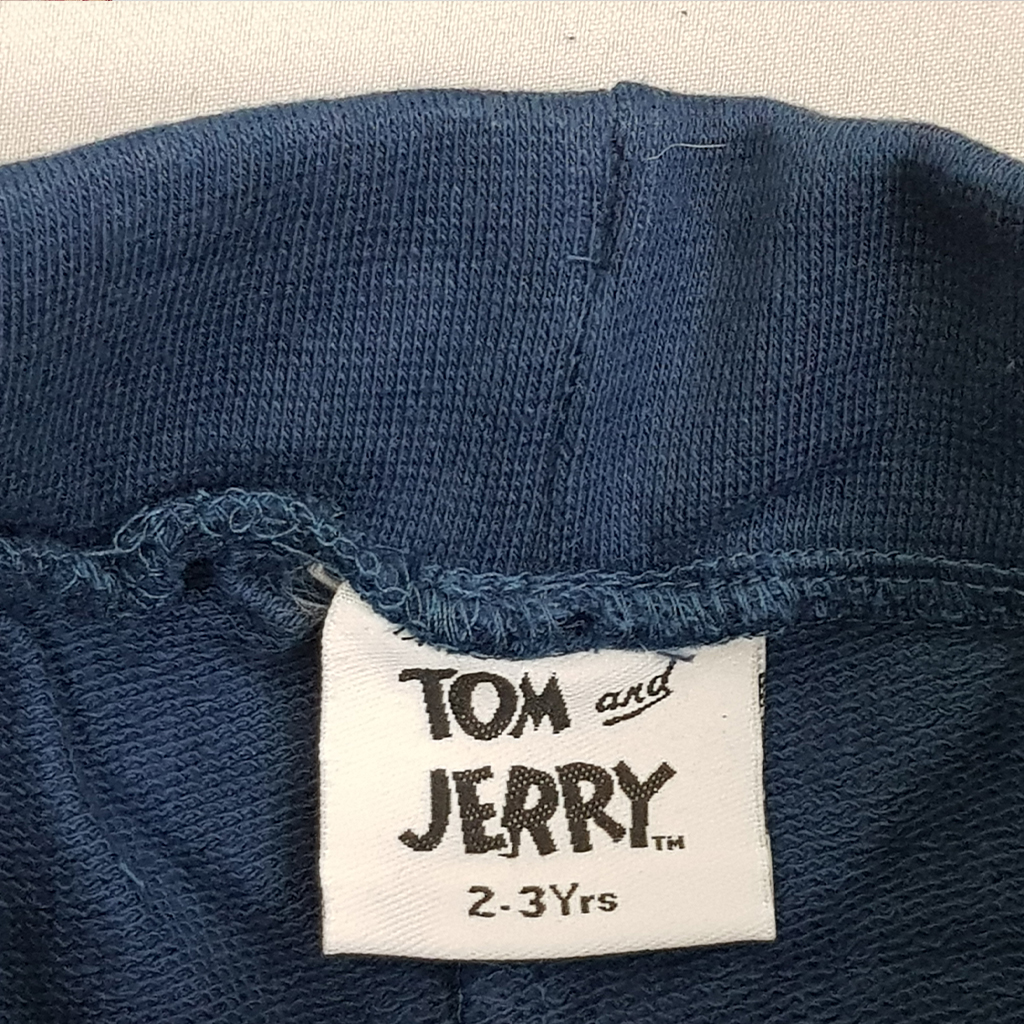 TOM and
JERRY™
2-3Yrs